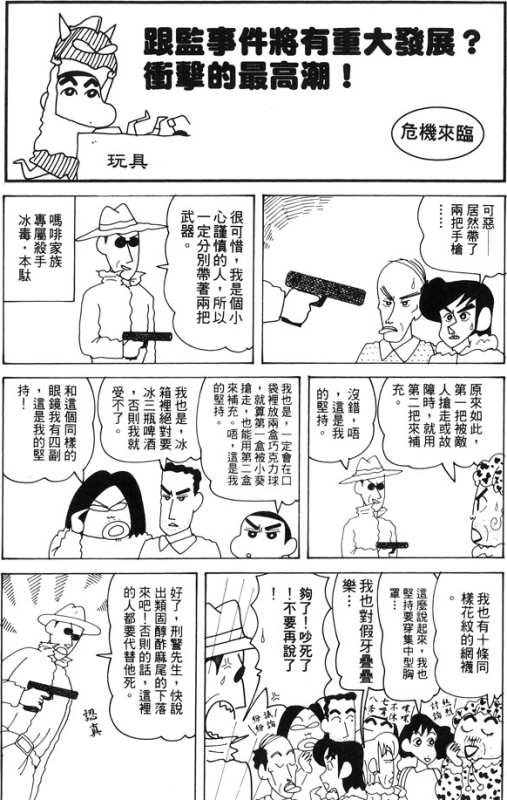 跟監事件將有重大發展？
衝擊的最高潮！
危機來臨
玩具
可惡—
居然帶了
兩把手槍
……
很可惜，我是個小
心謹慎的人，所以
一定分別帶著兩把
武器。
嗎啡家族
專屬殺手
冰毒·本駄
原來如此，
第一把被敵
人搶走或故
障時，就用
第二把來補
充。
沒錯，唔
，這是我
的堅持。
我也是，一定會在口
袋裡放兩盒巧克力球
，就算第一盒被小葵
搶走，也能用第二盒
來補充。唔，這是我
的堅持。
我也是，冰
箱裡絕對要
冰三瓶啤酒
，否則我就
受不了。
和這個同樣的
眼鏡我有四副
，這是我的堅
持！
我也有十條同
樣花紋的網襪
。
這麼說起來，我也
堅持要穿集中型胸
罩…
我也對假牙疊疊
樂…
夠了！吵死了
！不要再說了
！
熱烈
討論
嘿
不休
紛紛
議論
好了，刑警先生，快說
出類固醇酢麻尾的下落
來吧！否則的話，這裡
的人都要代替他死。
認真